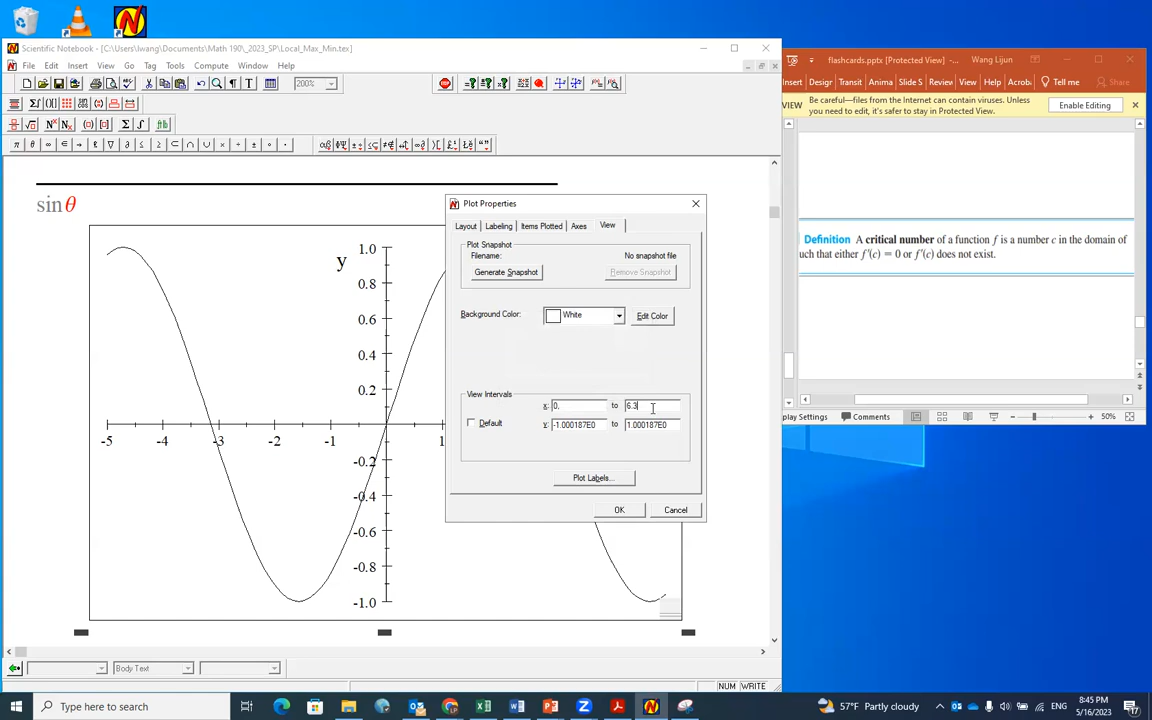 Scientific Notebook - [C:\Users\lwang\Documents\Math 190\_2023_SP\Local_Max_Min.tex]
File Edit Insert View Go Tag Tools Compute Window Help
200%
sin θ
y
1.0
0.8
0.6
0.4
0.2
-5 -4 -3 -2 -1 1
-0.2
-0.4
-0.6
-0.8
-1.0
Plot Properties
Layout Labeling Items Plotted Axes View
Plot Snapshot
Filename: No snapshot file
Generate Snapshot Remove Snapshot
Background Color: White Edit Color
View Intervals
x: 0. to 6.3
Default y: -1.000187E0 to 1.000187E0
Plot Labels...
OK Cancel
Body Text
NUM WRITE
flashcards.pptx [Protected View] -... Wang Lijun
Insert Desigr Transit Anima Slide S Review View Acrob Tell me Share
VIEW Be careful—files from the Internet can contain viruses. Unless you need to edit, it's safer to stay in Protected View. Enable Editing
Definition A critical number of a function f is a number c in the domain of
uch that either f′(c) = 0 or f′(c) does not exist.
play Settings Comments 50%
Type here to search
57°F Partly cloudy ENG 8:45 PM
5/16/2023 17